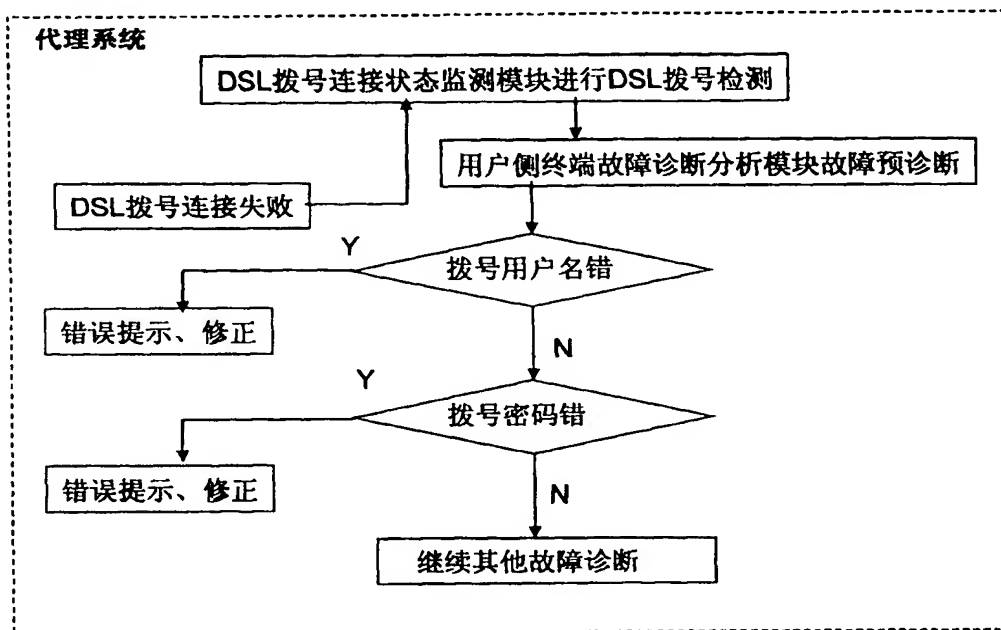 代理系统
DSL拨号连接状态监测模块进行DSL拨号检测
用户侧终端故障诊断分析模块故障预诊断
DSL拨号连接失败
Y
拨号用户名错
错误提示、修正
N
Y
拨号密码错
错误提示、修正
N
继续其他故障诊断